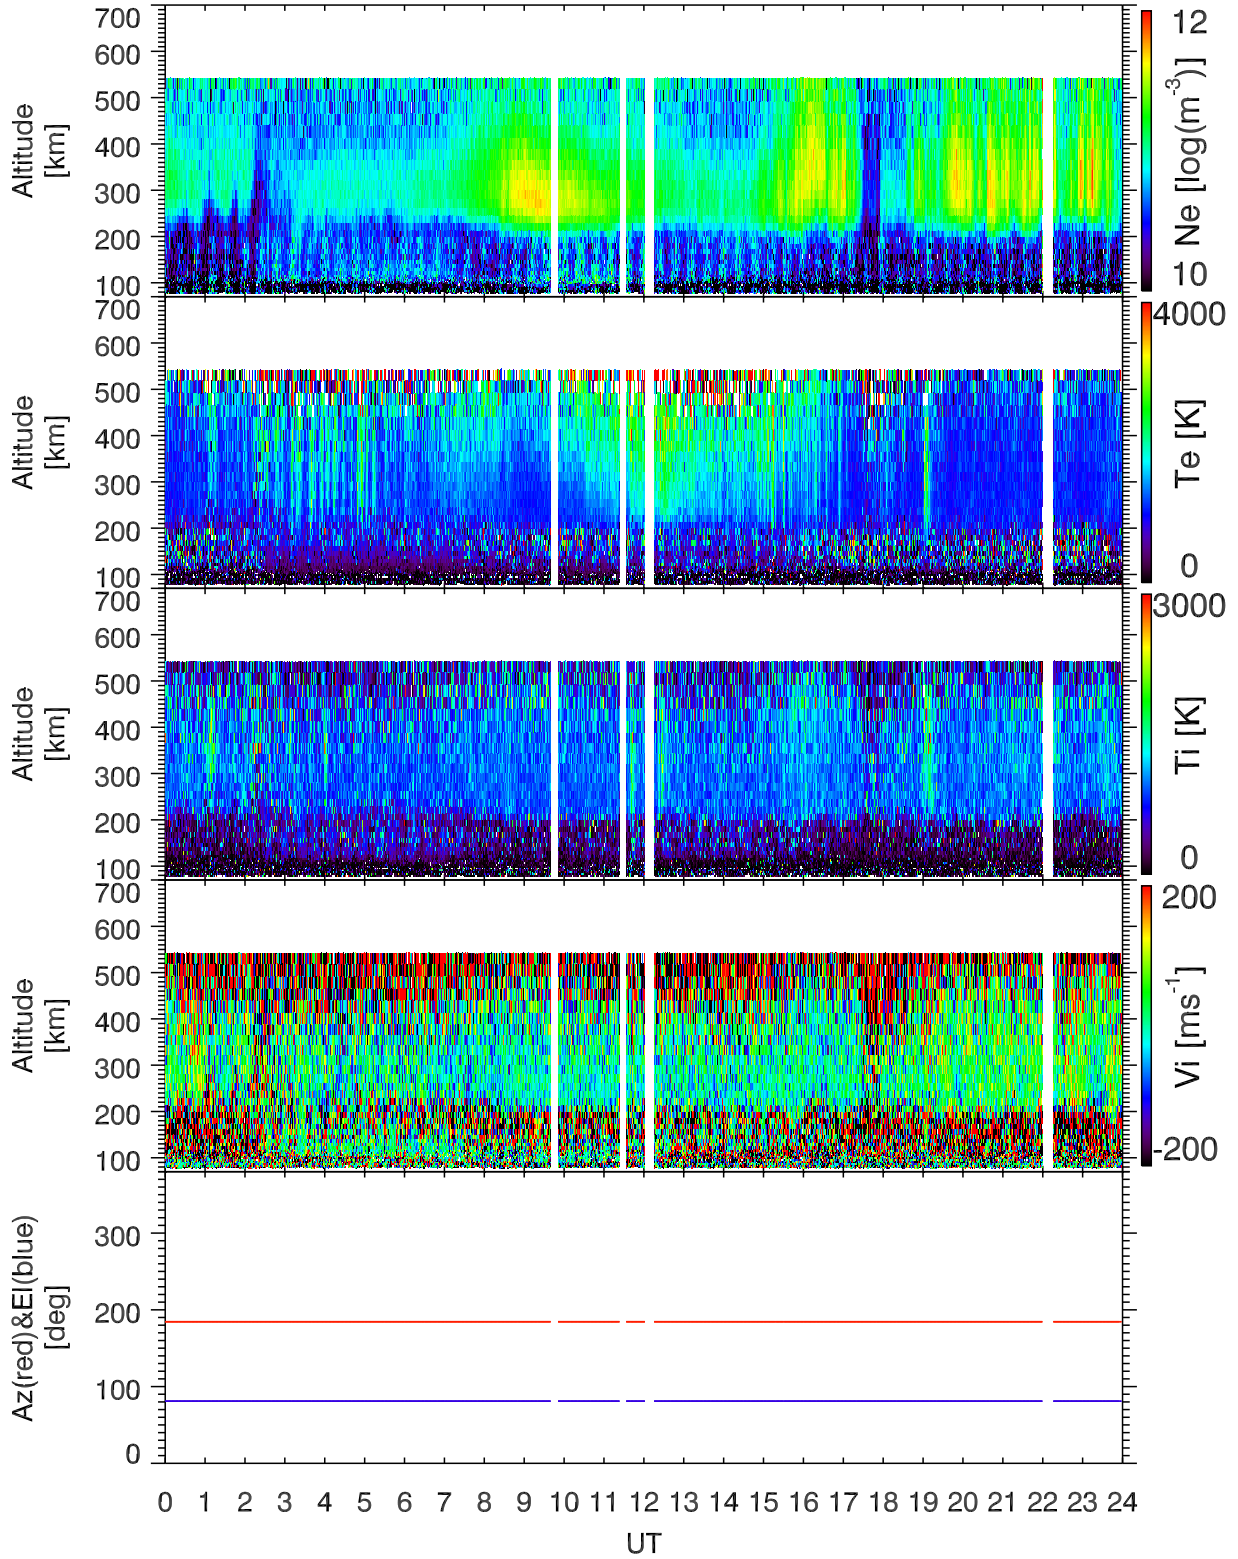 700
600
500
400
300
200
100
Altitude
[km]
12
Ne [log(m⁻³)]
10
700
600
500
400
300
200
100
Altitude
[km]
4000
Te [K]
0
700
600
500
400
300
200
100
Altitude
[km]
3000
Ti [K]
0
700
600
500
400
300
200
100
Altitude
[km]
200
Vi [ms⁻¹]
-200
300
200
100
0
Az(red)&El(blue)
[deg]
0 1 2 3 4 5 6 7 8 9 10 11 12 13 14 15 16 17 18 19 20 21 22 23 24
UT